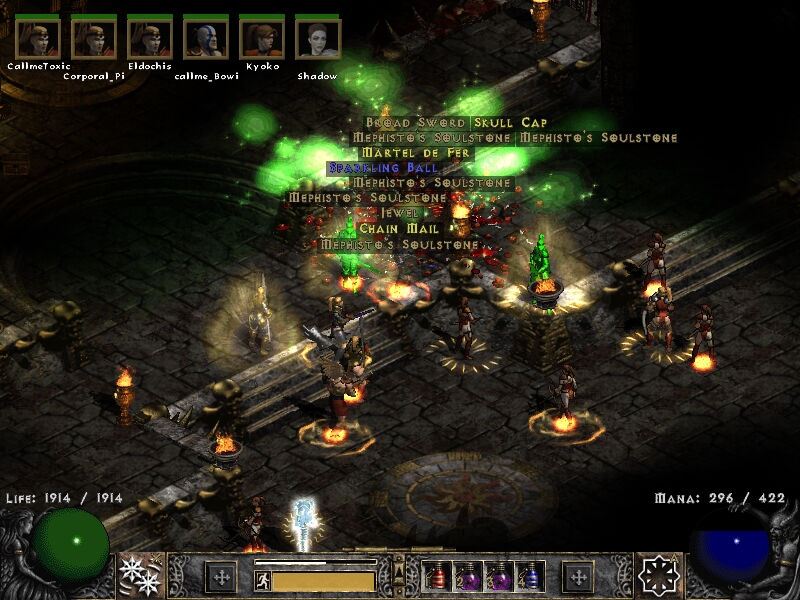 CallmeToxic
Corporal_Pi
Eldochis
callme_Bowi
Kyoko
Shadow
Broad Sword Skull Cap
Mephisto's Soulstone Mephisto's Soulstone
Martel de Fer
Sparkling Ball
Mephisto's Soulstone
Mephisto's Soulstone
Jewel
Chain Mail
Mephisto's Soulstone
Life: 1914 / 1914
Mana: 296 / 422